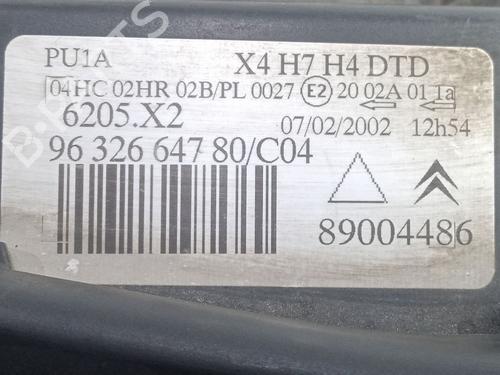 PU1A X4 H7 H4 DTD
04HC 02HR 02B/PL 0027 E2 20 02A 01 1a
6205.X2 07/02/2002 12h54
96 326 647 80/C04
89004486
B-PARTS